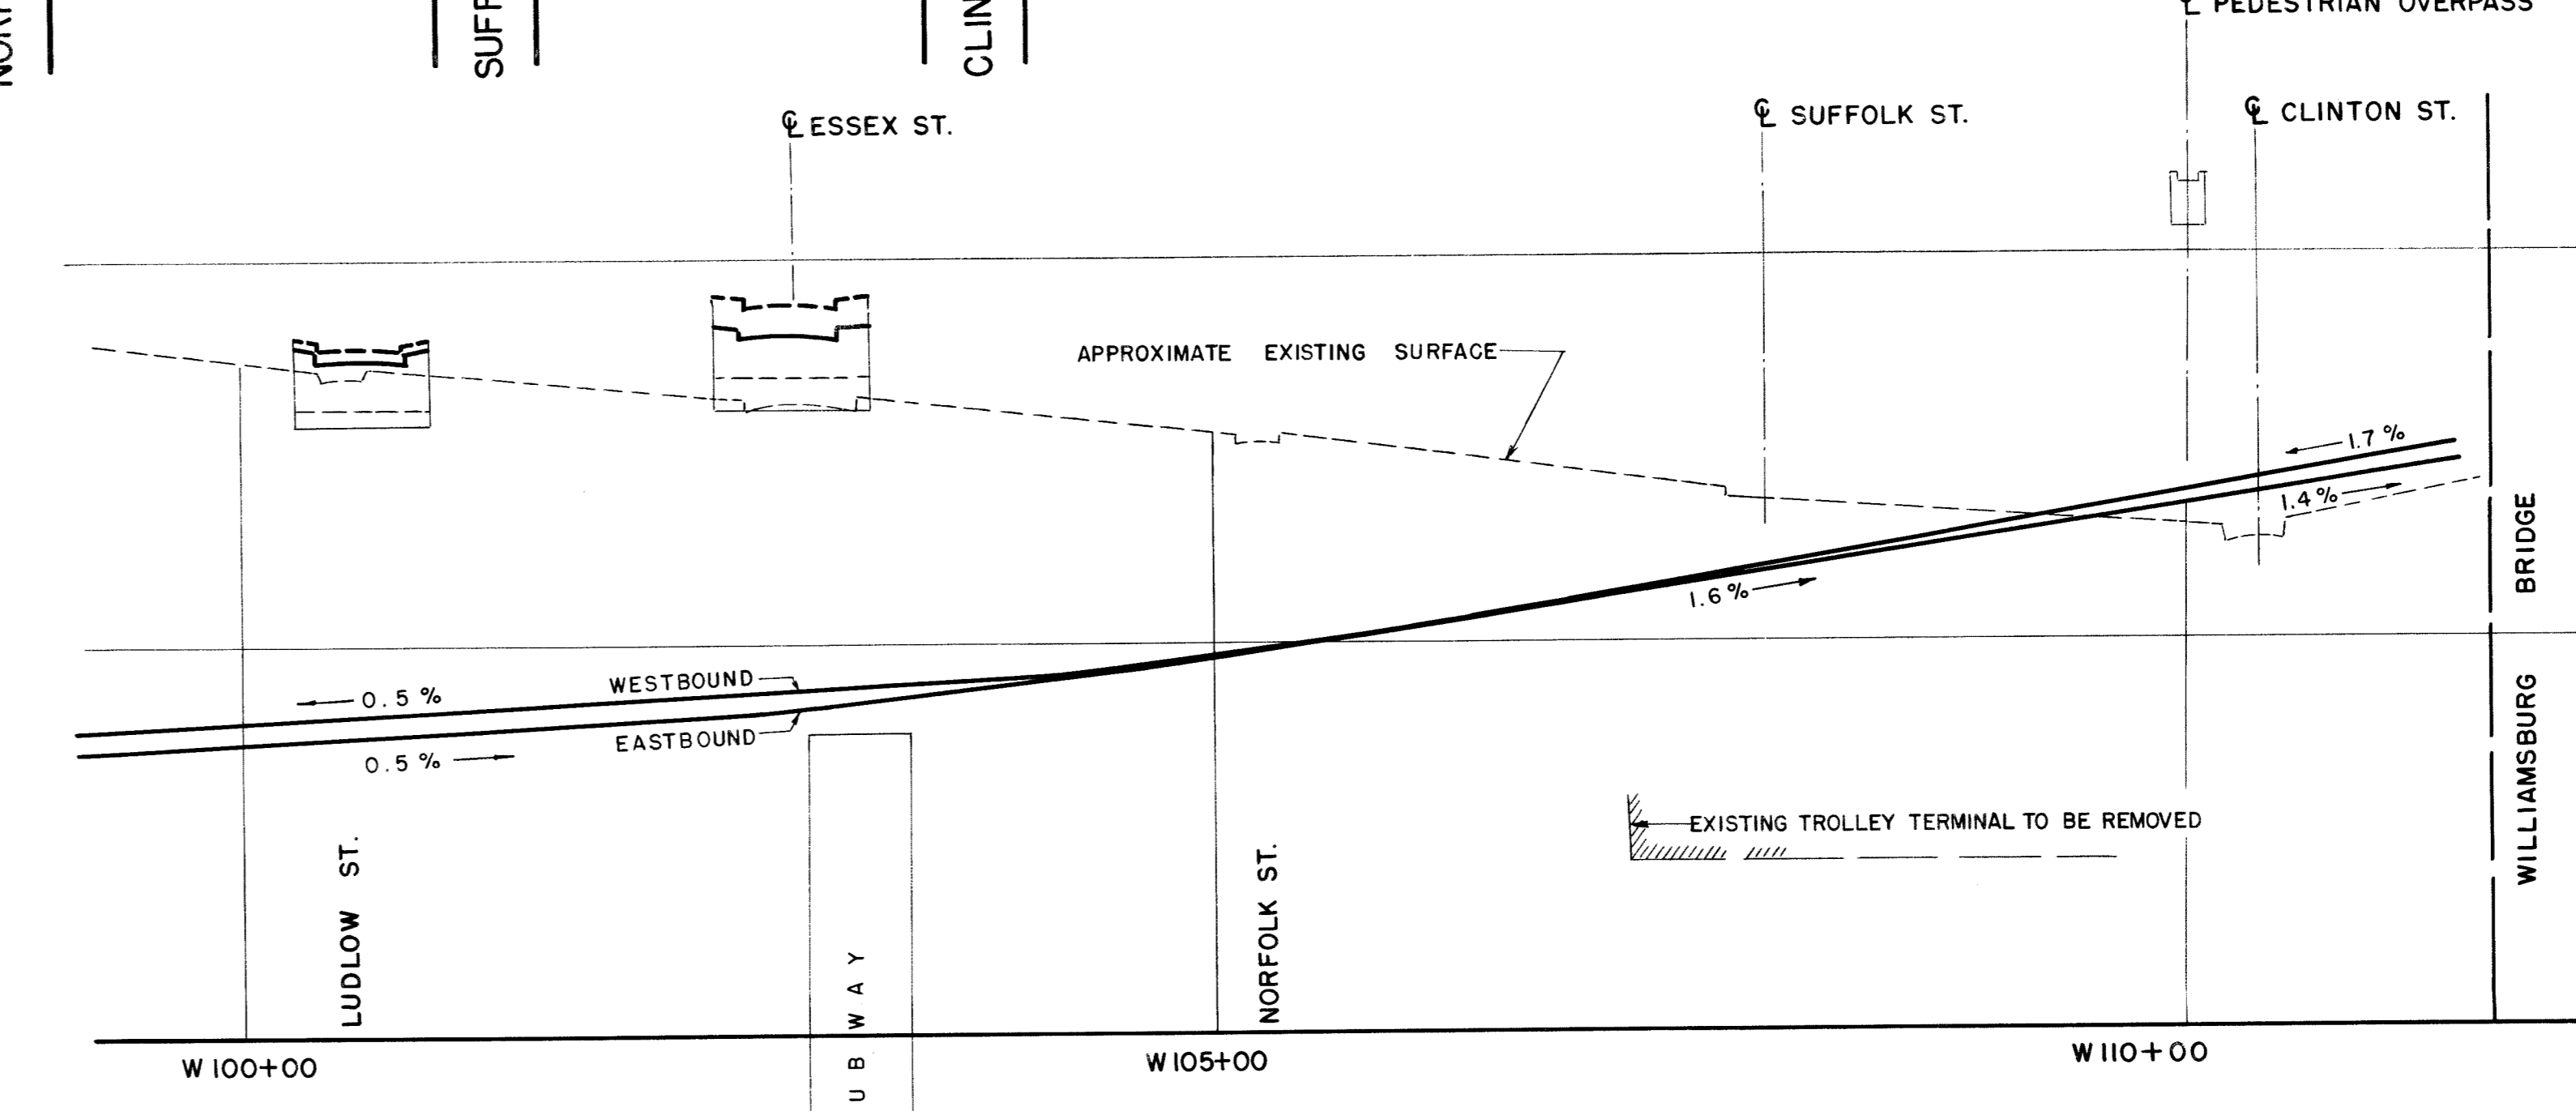 ℄ PEDESTRIAN OVERPASS
℄ ESSEX ST.
℄ SUFFOLK ST.
℄ CLINTON ST.
APPROXIMATE EXISTING SURFACE
1.7 %
1.4 %
1.6 %
BRIDGE
WILLIAMSBURG
WESTBOUND
0.5 %
EASTBOUND
0.5 %
EXISTING TROLLEY TERMINAL TO BE REMOVED
LUDLOW ST.
UBWAY
NORFOLK ST.
W 100+00
W 105+00
W 110+00
SUFF
CLIN